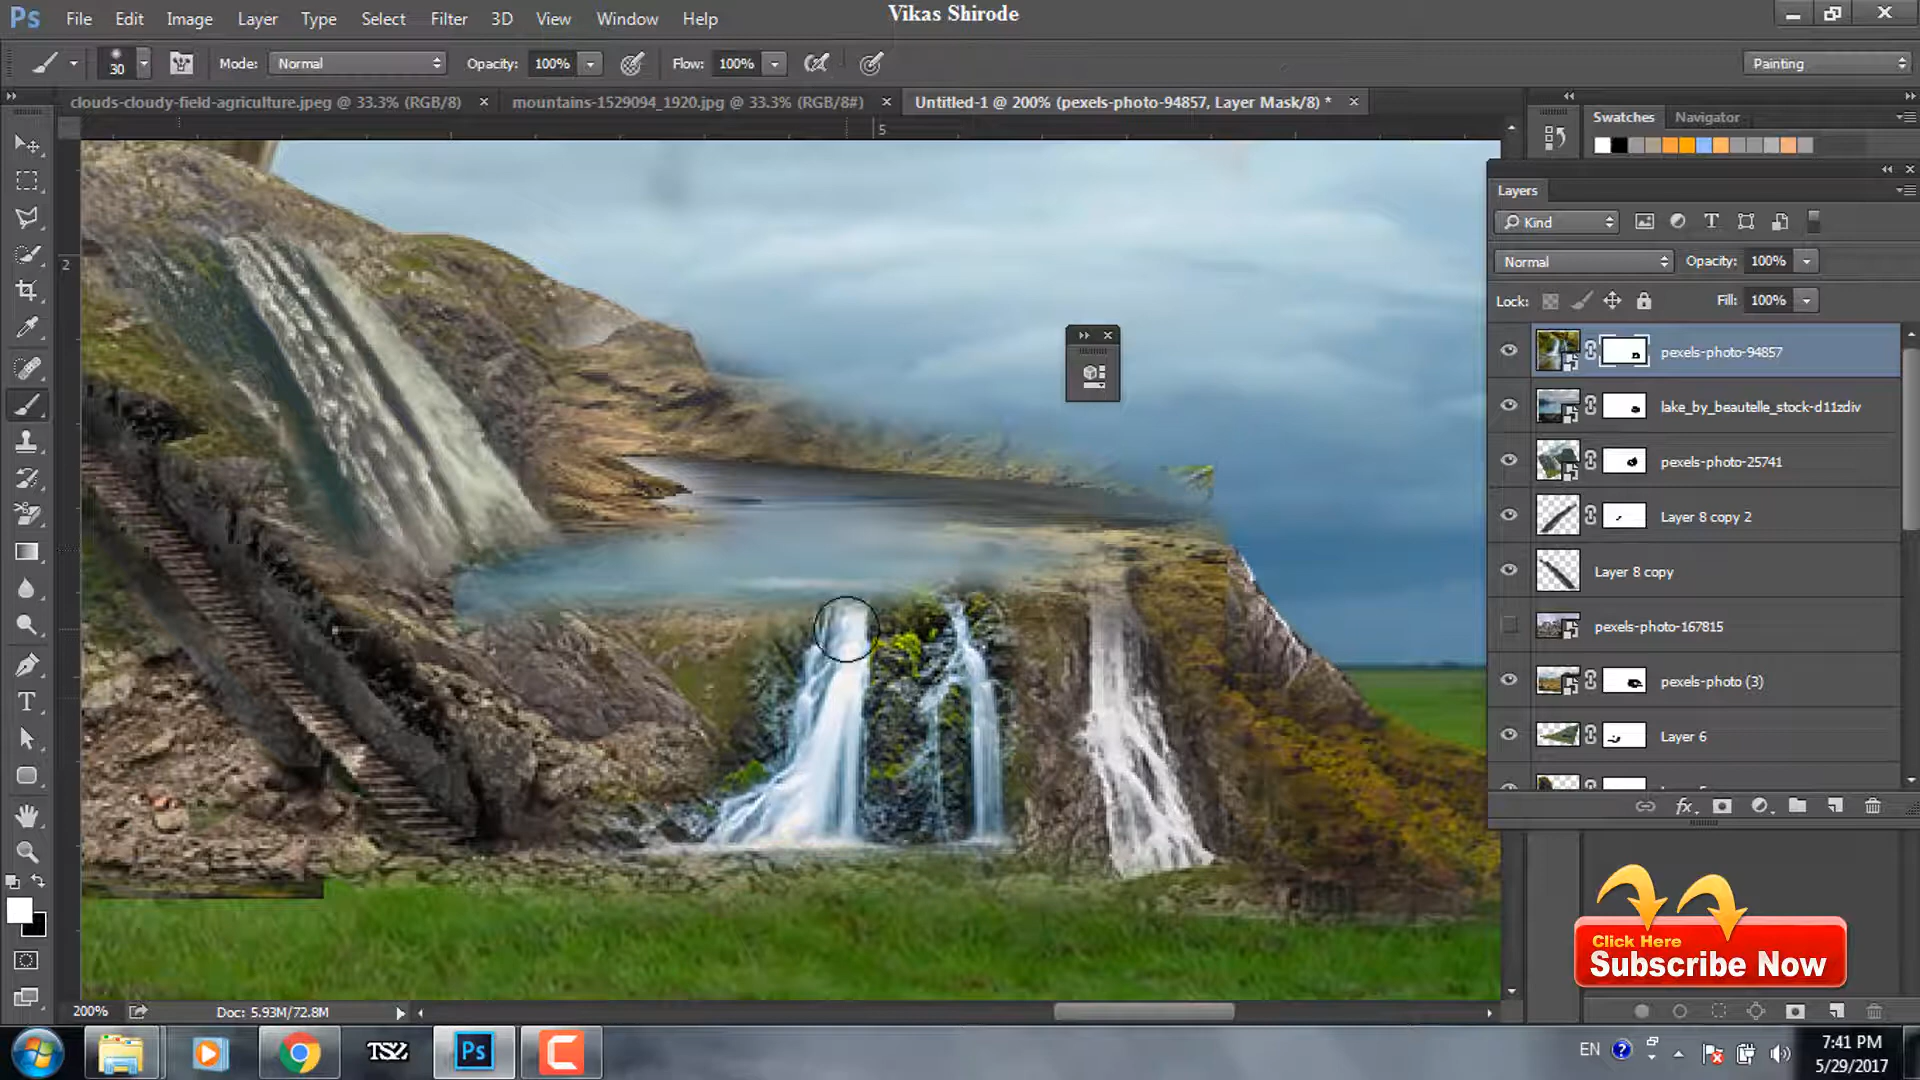 Ps File Edit Image Layer Type Select Filter 3D View Window Help
Vikas Shirode
30 Mode: Normal Opacity: 100% Flow: 100% Painting
clouds-cloudy-field-agriculture.jpeg @ 33.3% (RGB/8)
mountains-1529094_1920.jpg @ 33.3% (RGB/8#)
Untitled-1 @ 200% (pexels-photo-94857, Layer Mask/8) *
5
2
Swatches Navigator
Layers
Kind
Normal Opacity: 100%
Lock: Fill: 100%
pexels-photo-94857
lake_by_beautelle_stock-d11zdiv
pexels-photo-25741
Layer 8 copy 2
Layer 8 copy
pexels-photo-167815
pexels-photo (3)
Layer 6
fx
Click Here
Subscribe Now
200% Doc: 5.93M/72.8M
Ps
EN
7:41 PM
5/29/2017